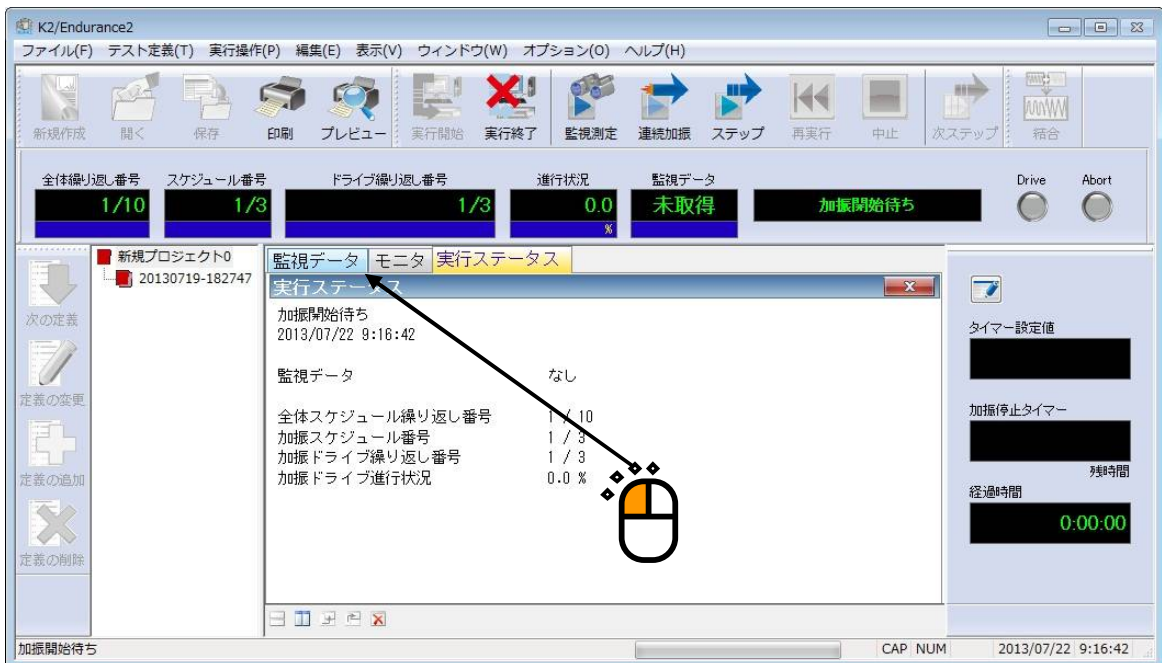 K2/Endurance2
ファイル(F) テスト定義(T) 実行操作(P) 編集(E) 表示(V) ウィンドウ(W) オプション(O) ヘルプ(H)
新規作成 開く 保存 印刷 プレビュー 実行開始 実行終了 監視測定 連続加振 ステップ 再実行 中止 次ステップ 結合
全体繰り返し番号 スケジュール番号 ドライブ繰り返し番号 進行状況 監視データ Drive Abort
1/10 1/3 1/3 0.0 未取得 加振開始待ち
%
新規プロジェクト0
20130719-182747
監視データ モニタ 実行ステータス
実行ステータス
加振開始待ち
2013/07/22 9:16:42
監視データ なし
全体スケジュール繰り返し番号 1 / 10
加振スケジュール番号 1 / 3
加振ドライブ繰り返し番号 1 / 3
加振ドライブ進行状況 0.0 %
次の定義
定義の変更
定義の追加
定義の削除
タイマー設定値
加振停止タイマー
残時間
経過時間
0:00:00
加振開始待ち CAP NUM 2013/07/22 9:16:42